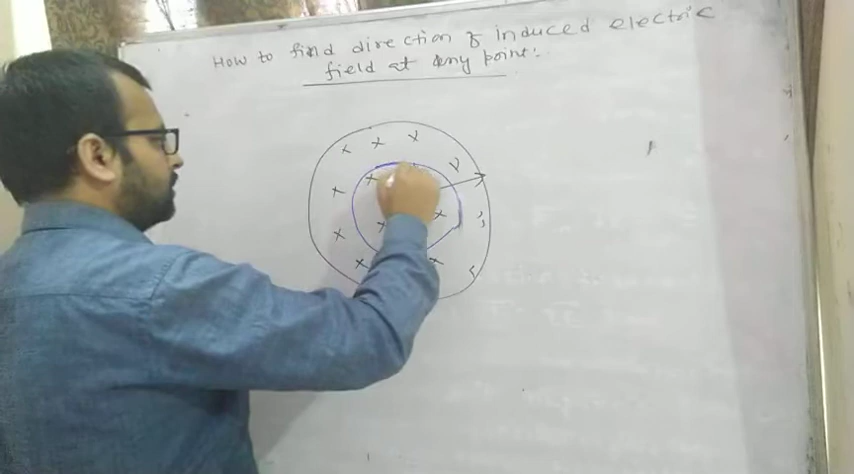 How to find direction of induced electric
field at any point:
x x x
x x
x x
x x
x x